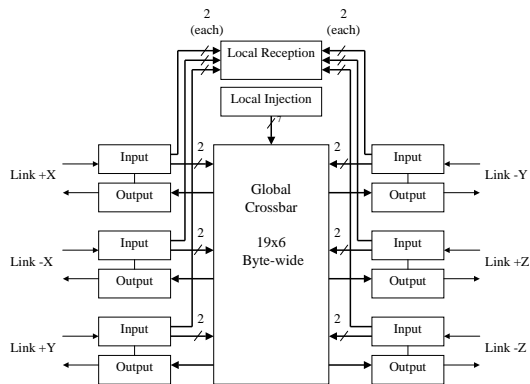 2
(each)
2
(each)
Local Reception
Local Injection
7
Link +X
Input
Output
2
Link -X
Input
Output
2
Link +Y
Input
Output
2
Global
Crossbar
19x6
Byte-wide
2
Input
Output
Link -Y
2
Input
Output
Link +Z
2
Input
Output
Link -Z